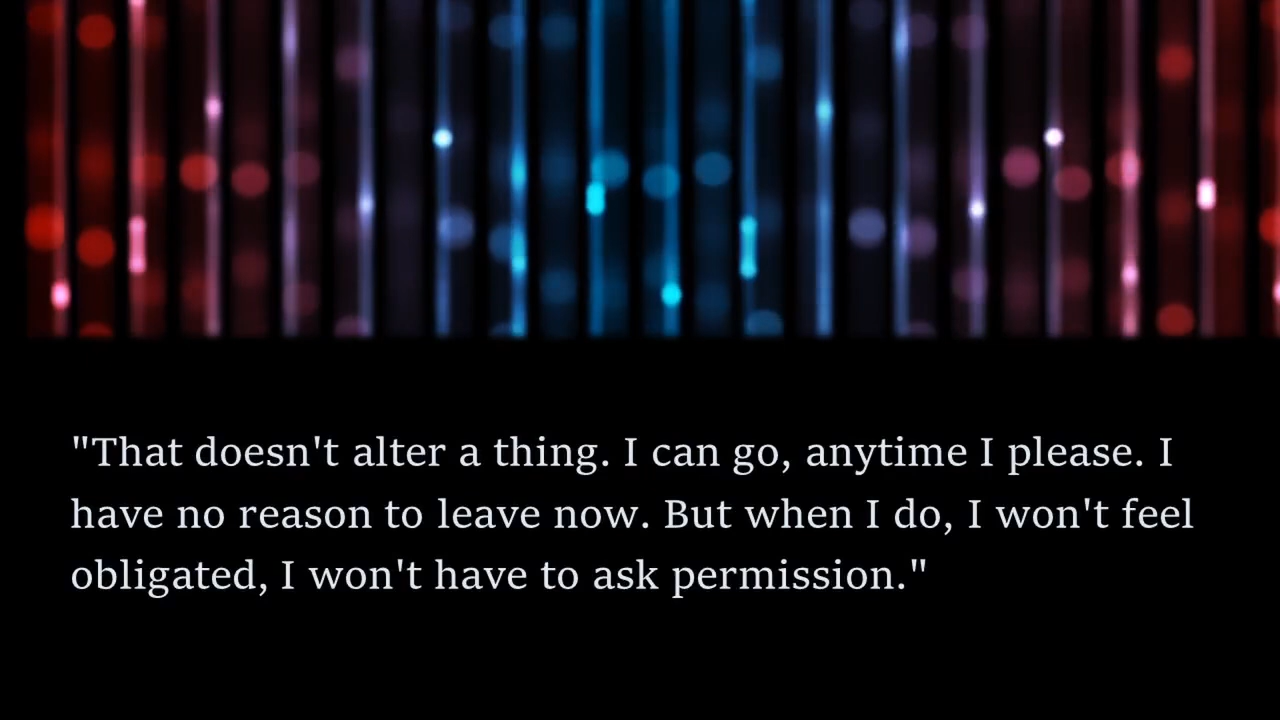 "That doesn't alter a thing. I can go, anytime I please. I
have no reason to leave now. But when I do, I won't feel
obligated, I won't have to ask permission."